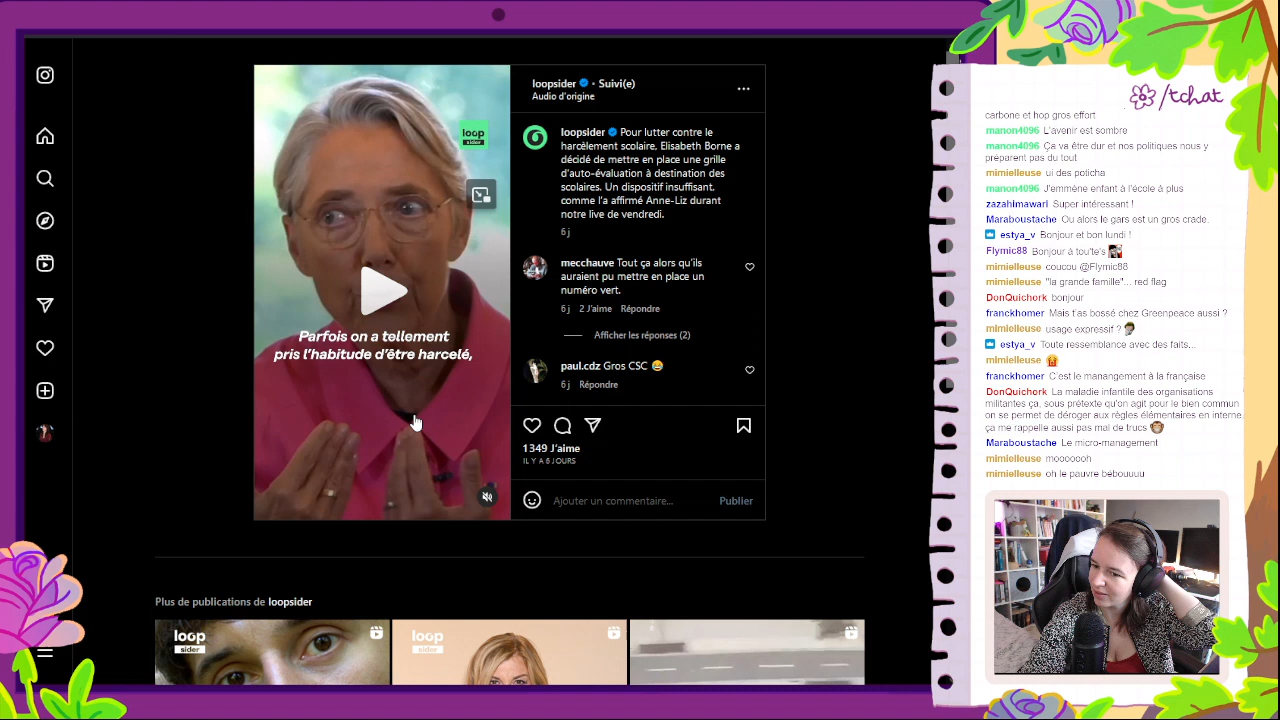 loopsider • Suivi(e)
Audio d'origine
loopsider Pour lutter contre le
harcèlement scolaire, Elisabeth Borne a
décidé de mettre en place une grille
d'auto-évaluation à destination des
scolaires. Un dispositif insuffisant,
comme l'a affirmé Anne-Liz durant
notre live de vendredi.
6 j
mecchauve Tout ça alors qu'ils
auraient pu mettre en place un
numéro vert.
6 j 2 J'aime Répondre
Afficher les réponses (2)
paul.cdz Gros CSC 😂
6 j Répondre
1 349 J'aime
IL Y A 6 JOURS
Ajouter un commentaire... Publier
loop
sider
Parfois on a tellement
pris l'habitude d'être harcelé,
Plus de publications de loopsider
loop
sider
loop
sider
/tchat
carbone et hop gros effort
manon4096 L'avenir est sombre
manon4096 Ça va être dur et nos politiques nous y
préparent pas du tout
mimielleuse ui des poticha
manon4096 J'emmène enfant à l'école à plus
zazahimawari Super intéressant !
Maraboustache Ou alors le gars est un gros crade.
estya_v Bonjour et bon lundi !
Flymic88 Bonjour à tou'te's
mimielleuse coucou @Flymic88
mimielleuse "la grande famille"... red flag
DonQuichork bonjour
franckhomer Mais t'as bossé chez Greenpeace aussi ?
mimielleuse usage expressif ?
estya_v Toute ressemblance avec des faits...
mimielleuse
franckhomer C'est le manangement à la française
DonQuichork La maladie infantile des organisations
militantes ça, sous prétexte qu'on agit pour le bien commun
on se permet de déroger aux règles élémentaires en interne,
ça me rappelle aussi pas mal de trucs
Maraboustache Le micro-management
mimielleuse moooooh
mimielleuse oh le pauvre bébouuuu